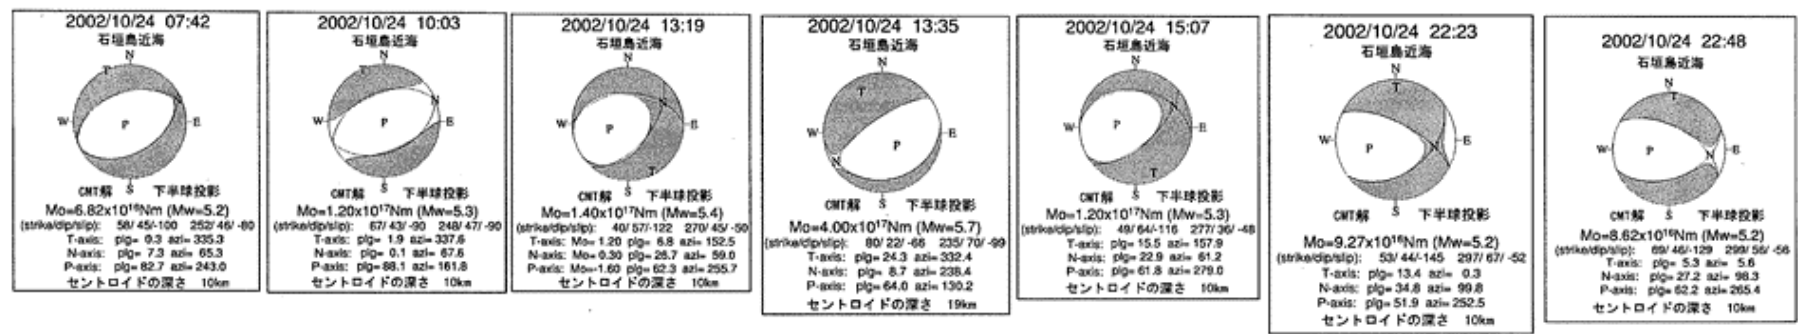 2002/10/24 07:42
石垣島近海
N
T
W
P
N
E
S
CMT解 下半球投影
Mo=6.82x10¹⁶Nm (Mw=5.2)
(strike/dip/slip): 58/ 45/-100 252/ 46/ -80
T-axis: plg= 0.3 azi= 335.3
N-axis: plg= 7.3 azi= 65.3
P-axis: plg= 82.7 azi= 243.0
セントロイドの深さ 10km
2002/10/24 10:03
石垣島近海
N
T
W
P
N
E
S
CMT解 下半球投影
Mo=1.20x10¹⁷Nm (Mw=5.3)
(strike/dip/slip): 67/ 43/ -90 248/ 47/ -90
T-axis: plg= 1.9 azi= 337.6
N-axis: plg= 0.1 azi= 67.6
P-axis: plg= 88.1 azi= 161.8
セントロイドの深さ 10km
2002/10/24 13:19
石垣島近海
N
W
P
N
E
T
S
CMT解 下半球投影
Mo=1.40x10¹⁷Nm (Mw=5.4)
(strike/dip/slip): 40/ 57/-122 270/ 45/ -50
T-axis: Mo= 1.20 plg= 6.8 azi= 152.5
N-axis: Mo= 0.30 plg= 26.7 azi= 59.0
P-axis: Mo=-1.60 plg= 62.3 azi= 255.7
セントロイドの深さ 10km
2002/10/24 13:35
石垣島近海
N
T
W
P
N
E
S
CMT解 下半球投影
Mo=4.00x10¹⁷Nm (Mw=5.7)
(strike/dip/slip): 80/ 22/ -66 235/ 70/ -99
T-axis: plg= 24.3 azi= 332.4
N-axis: plg= 8.7 azi= 238.4
P-axis: plg= 64.0 azi= 130.2
セントロイドの深さ 19km
2002/10/24 15:07
石垣島近海
N
W
P
N
E
T
S
CMT解 下半球投影
Mo=1.20x10¹⁷Nm (Mw=5.3)
(strike/dip/slip): 49/ 64/-116 277/ 36/ -48
T-axis: plg= 15.5 azi= 157.9
N-axis: plg= 22.9 azi= 61.2
P-axis: plg= 61.8 azi= 279.0
セントロイドの深さ 10km
2002/10/24 22:23
石垣島近海
N
T
W
P
N
E
S
CMT解 下半球投影
Mo=9.27x10¹⁶Nm (Mw=5.2)
(strike/dip/slip): 53/ 44/-145 297/ 67/ -52
T-axis: plg= 13.4 azi= 0.3
N-axis: plg= 34.8 azi= 99.8
P-axis: plg= 51.9 azi= 252.5
セントロイドの深さ 10km
2002/10/24 22:48
石垣島近海
N
T
W
P
N
E
S
CMT解 下半球投影
Mo=8.62x10¹⁶Nm (Mw=5.2)
(strike/dip/slip): 69/ 46/-129 299/ 56/ -56
T-axis: plg= 5.3 azi= 5.6
N-axis: plg= 27.2 azi= 98.3
P-axis: plg= 62.2 azi= 265.4
セントロイドの深さ 10km